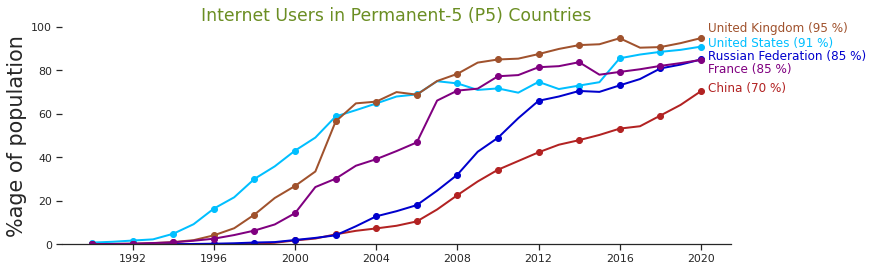 Internet Users in Permanent-5 (P5) Countries
%age of population
100
80
60
40
20
0
1992 1996 2000 2004 2008 2012 2016 2020
United Kingdom (95 %)
United States (91 %)
Russian Federation (85 %)
France (85 %)
China (70 %)